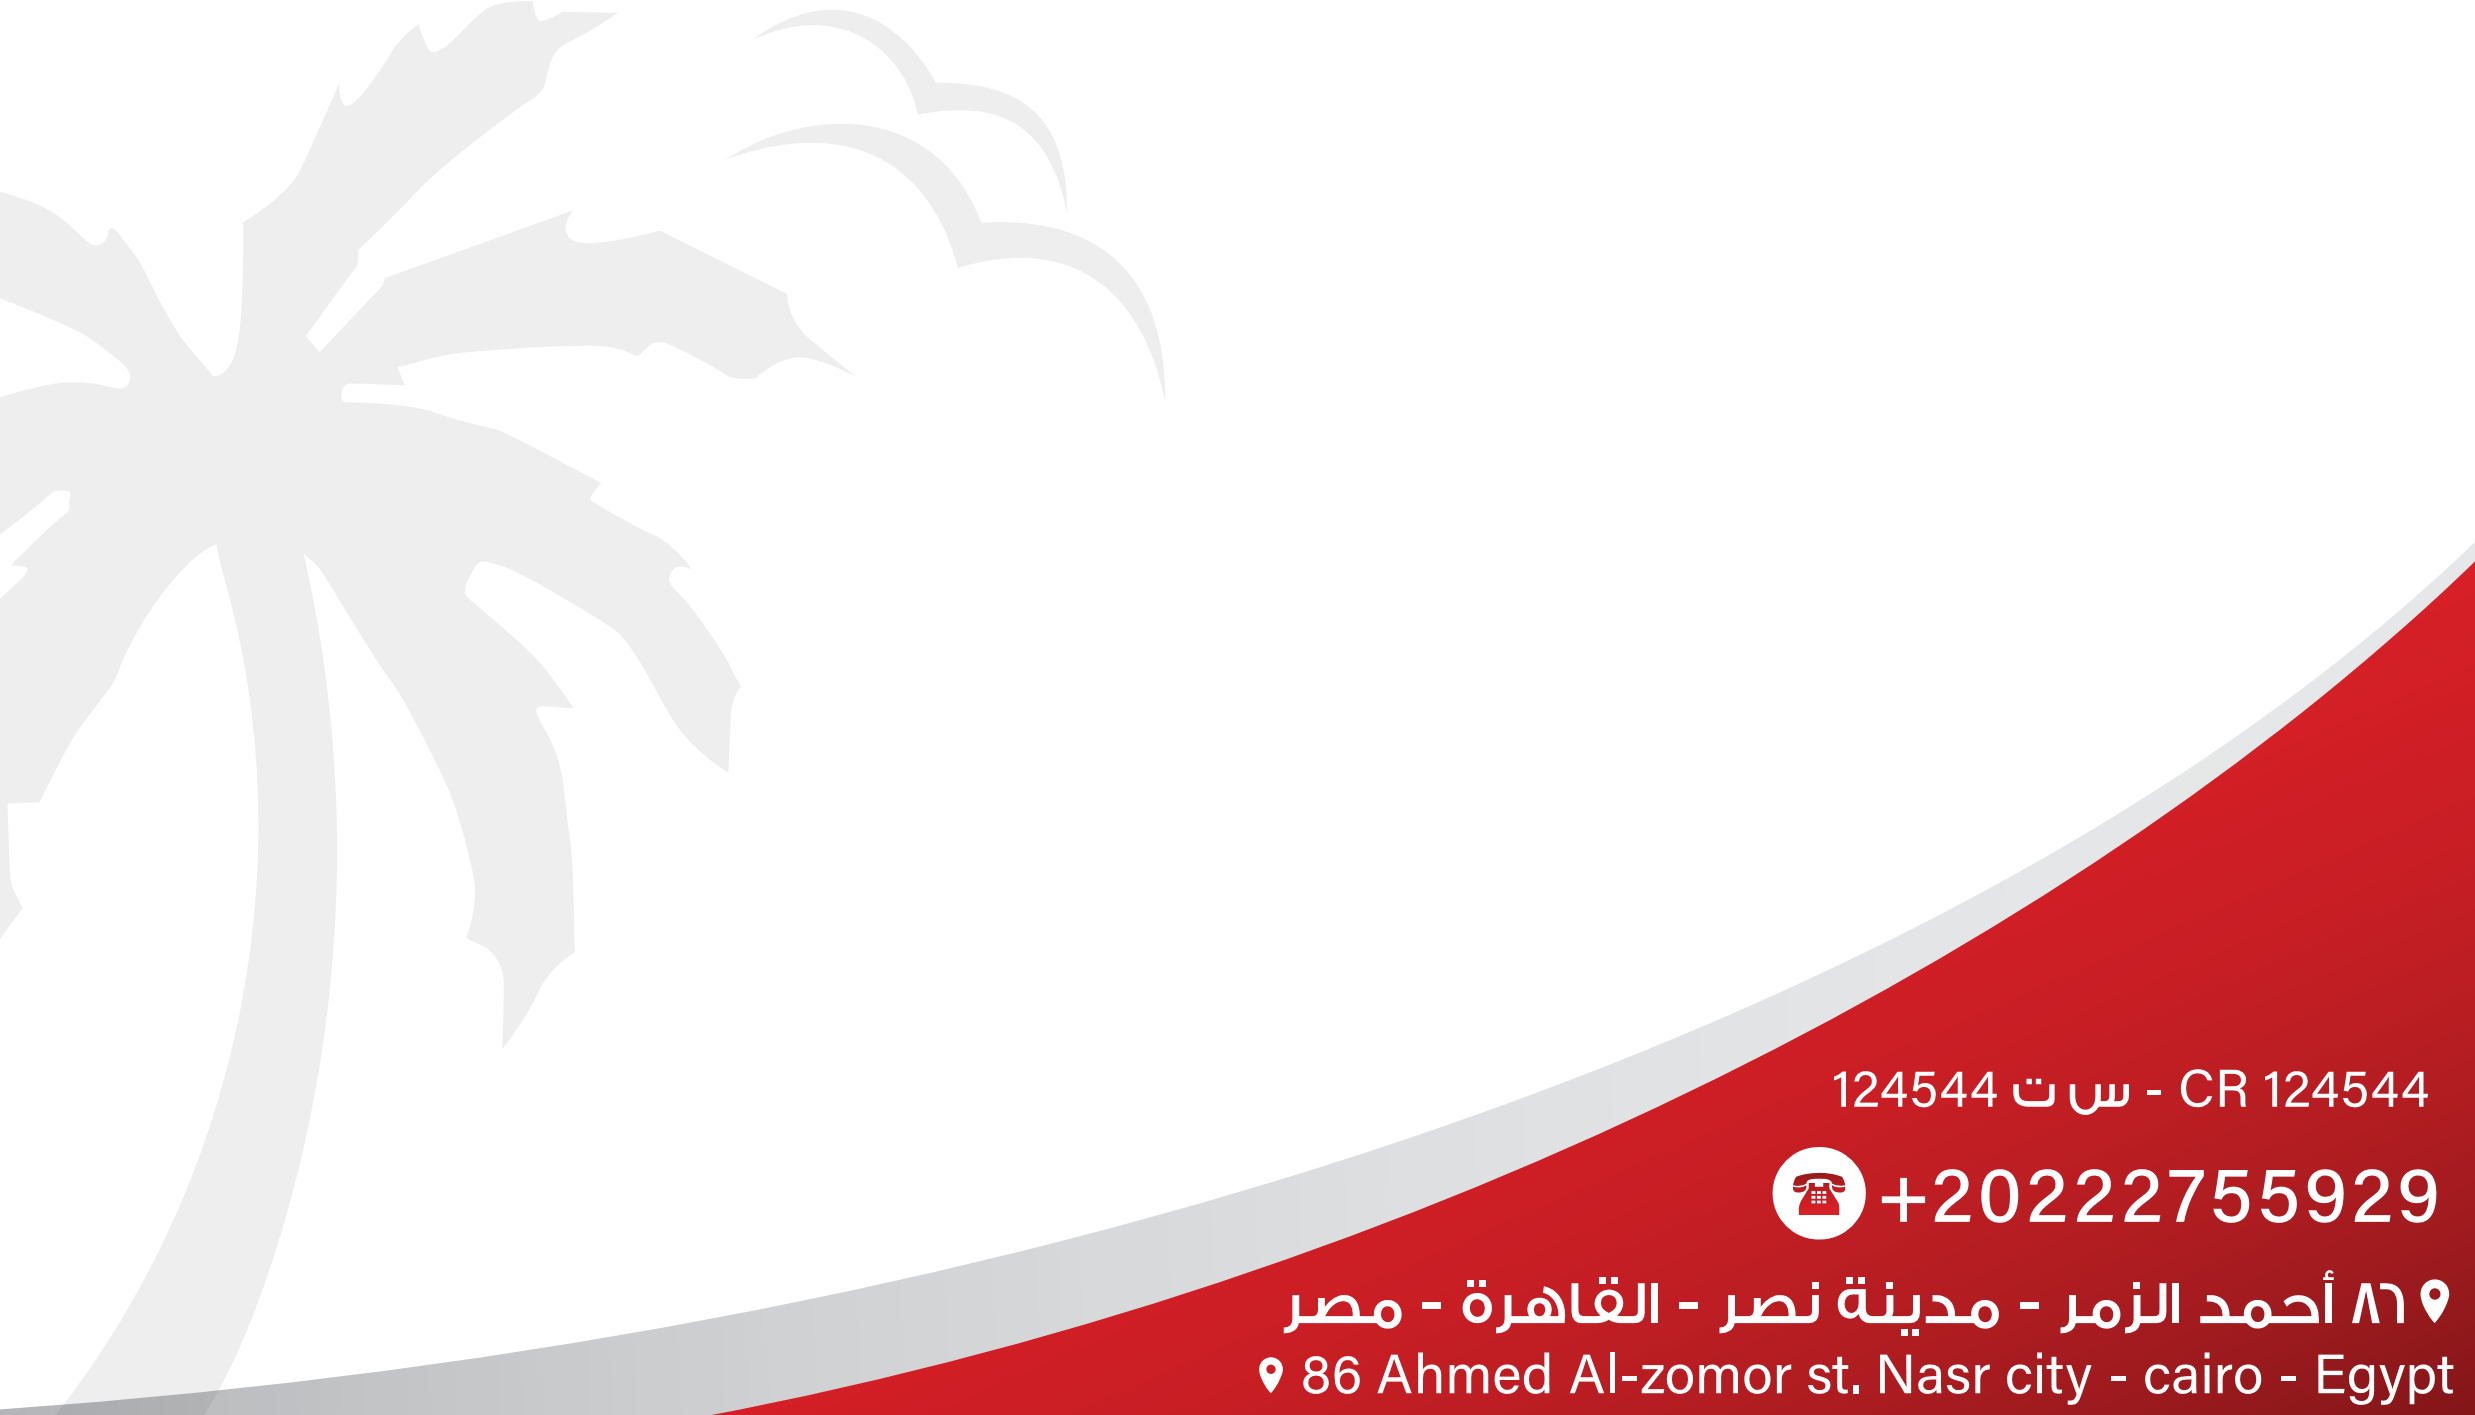 CR 124544 - س ت 124544
+20222755929
٨٦ أحمد الزمر - مدينة نصر - القاهرة - مصر
86 Ahmed Al-zomor st. Nasr city - cairo - Egypt